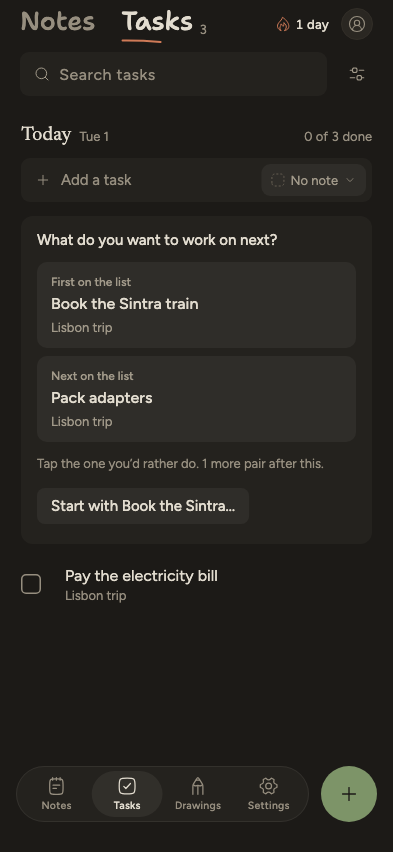 Notes Tasks 3 1 day
Search tasks
Today Tue 1 0 of 3 done
Add a task No note
What do you want to work on next?
First on the list
Book the Sintra train
Lisbon trip
Next on the list
Pack adapters
Lisbon trip
Tap the one you’d rather do. 1 more pair after this.
Start with Book the Sintra...
Pay the electricity bill
Lisbon trip
Notes Tasks Drawings Settings